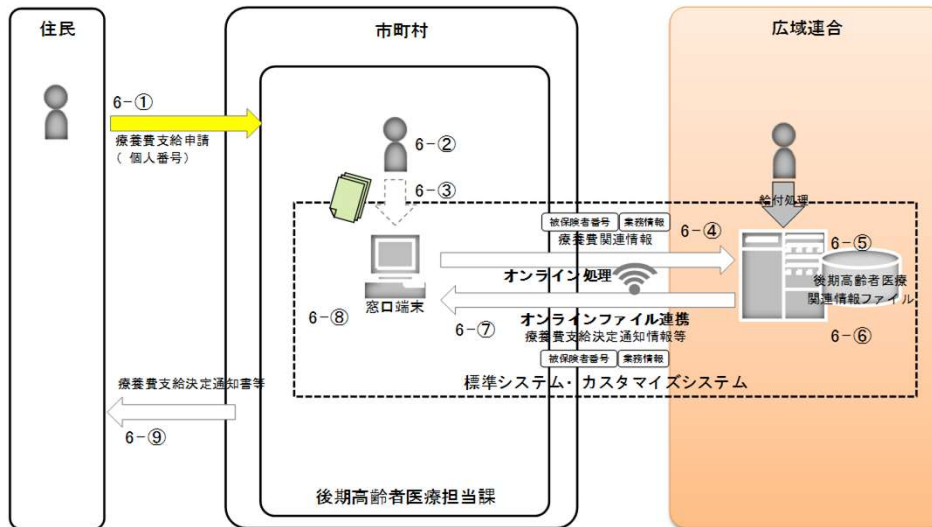 住民
市町村
広域連合
6-①
療養費支給申請
（ 個人番号）
6-②
6-③
給付処理
被保険者番号 業務情報
療養費関連情報
6-④
6-⑤
オンライン処理
後期高齢者医療
関連情報ファイル
窓口端末
6-⑧
6-⑦
オンラインファイル連携
療養費支給決定通知情報等
6-⑥
被保険者番号 業務情報
標準システム・カスタマイズシステム
療養費支給決定通知書等
6-⑨
後期高齢者医療担当課